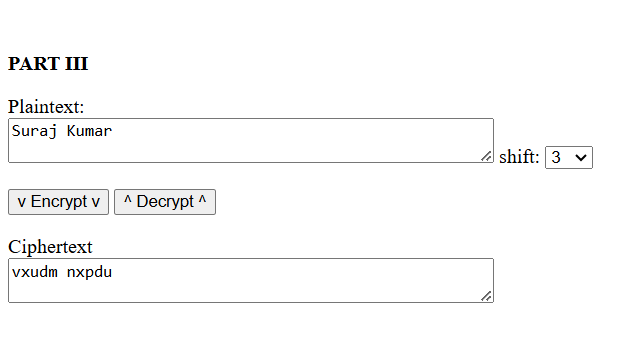 PART III
Plaintext:
Suraj Kumar
shift: 3
v Encrypt v ^ Decrypt ^
Ciphertext
vxudm nxpdu